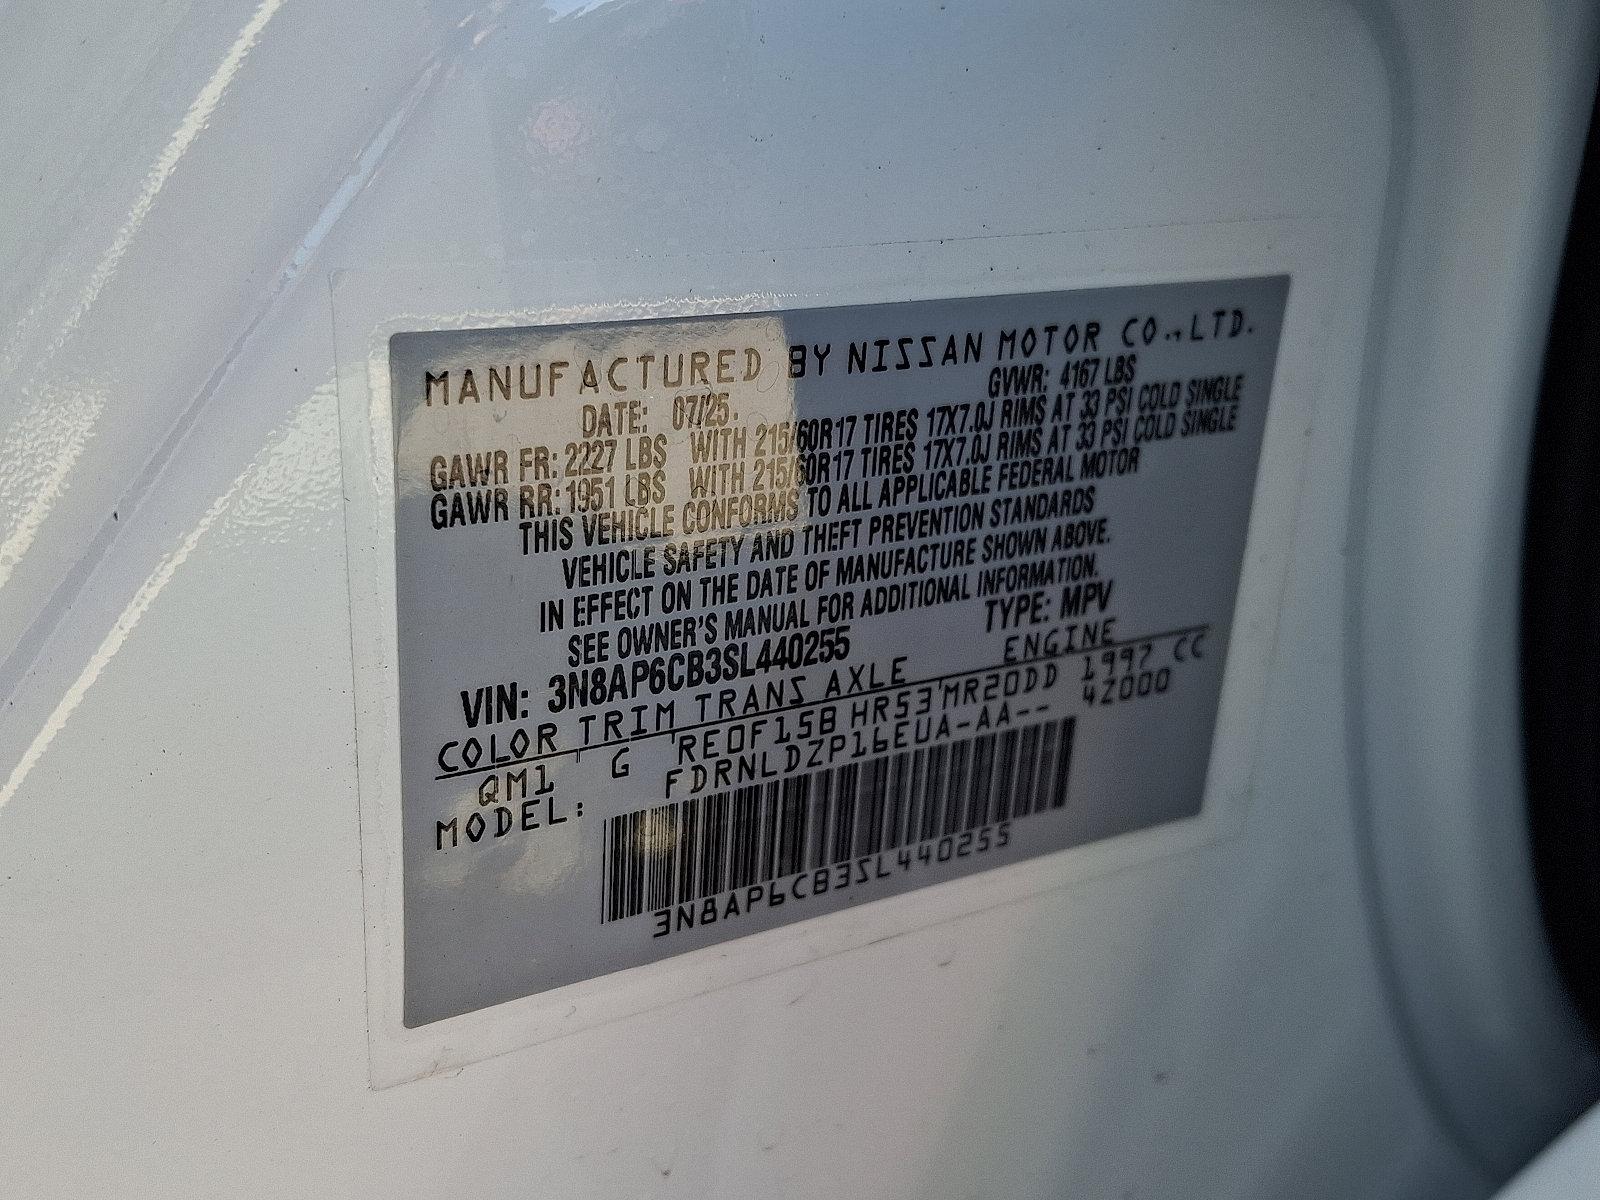 MANUFACTURED BY NISSAN MOTOR CO.,LTD.
DATE: 07/25. GVWR: 4167 LBS
GAWR FR: 2227 LBS WITH 215/60R17 TIRES 17X7.0J RIMS AT 33 PSI COLD SINGLE
GAWR RR: 1951 LBS WITH 215/60R17 TIRES 17X7.0J RIMS AT 33 PSI COLD SINGLE
THIS VEHICLE CONFORMS TO ALL APPLICABLE FEDERAL MOTOR
VEHICLE SAFETY AND THEFT PREVENTION STANDARDS
IN EFFECT ON THE DATE OF MANUFACTURE SHOWN ABOVE.
SEE OWNER'S MANUAL FOR ADDITIONAL INFORMATION.
VIN: 3N8AP6CB3SL440255 TYPE: MPV
COLOR TRIM TRANS AXLE ENGINE
QM1 G RE0F15B HR53 MR20DD 1997 CC
MODEL: FDRNLDZP16EUA-AA-- 4Z000
3N8AP6CB3SL440255